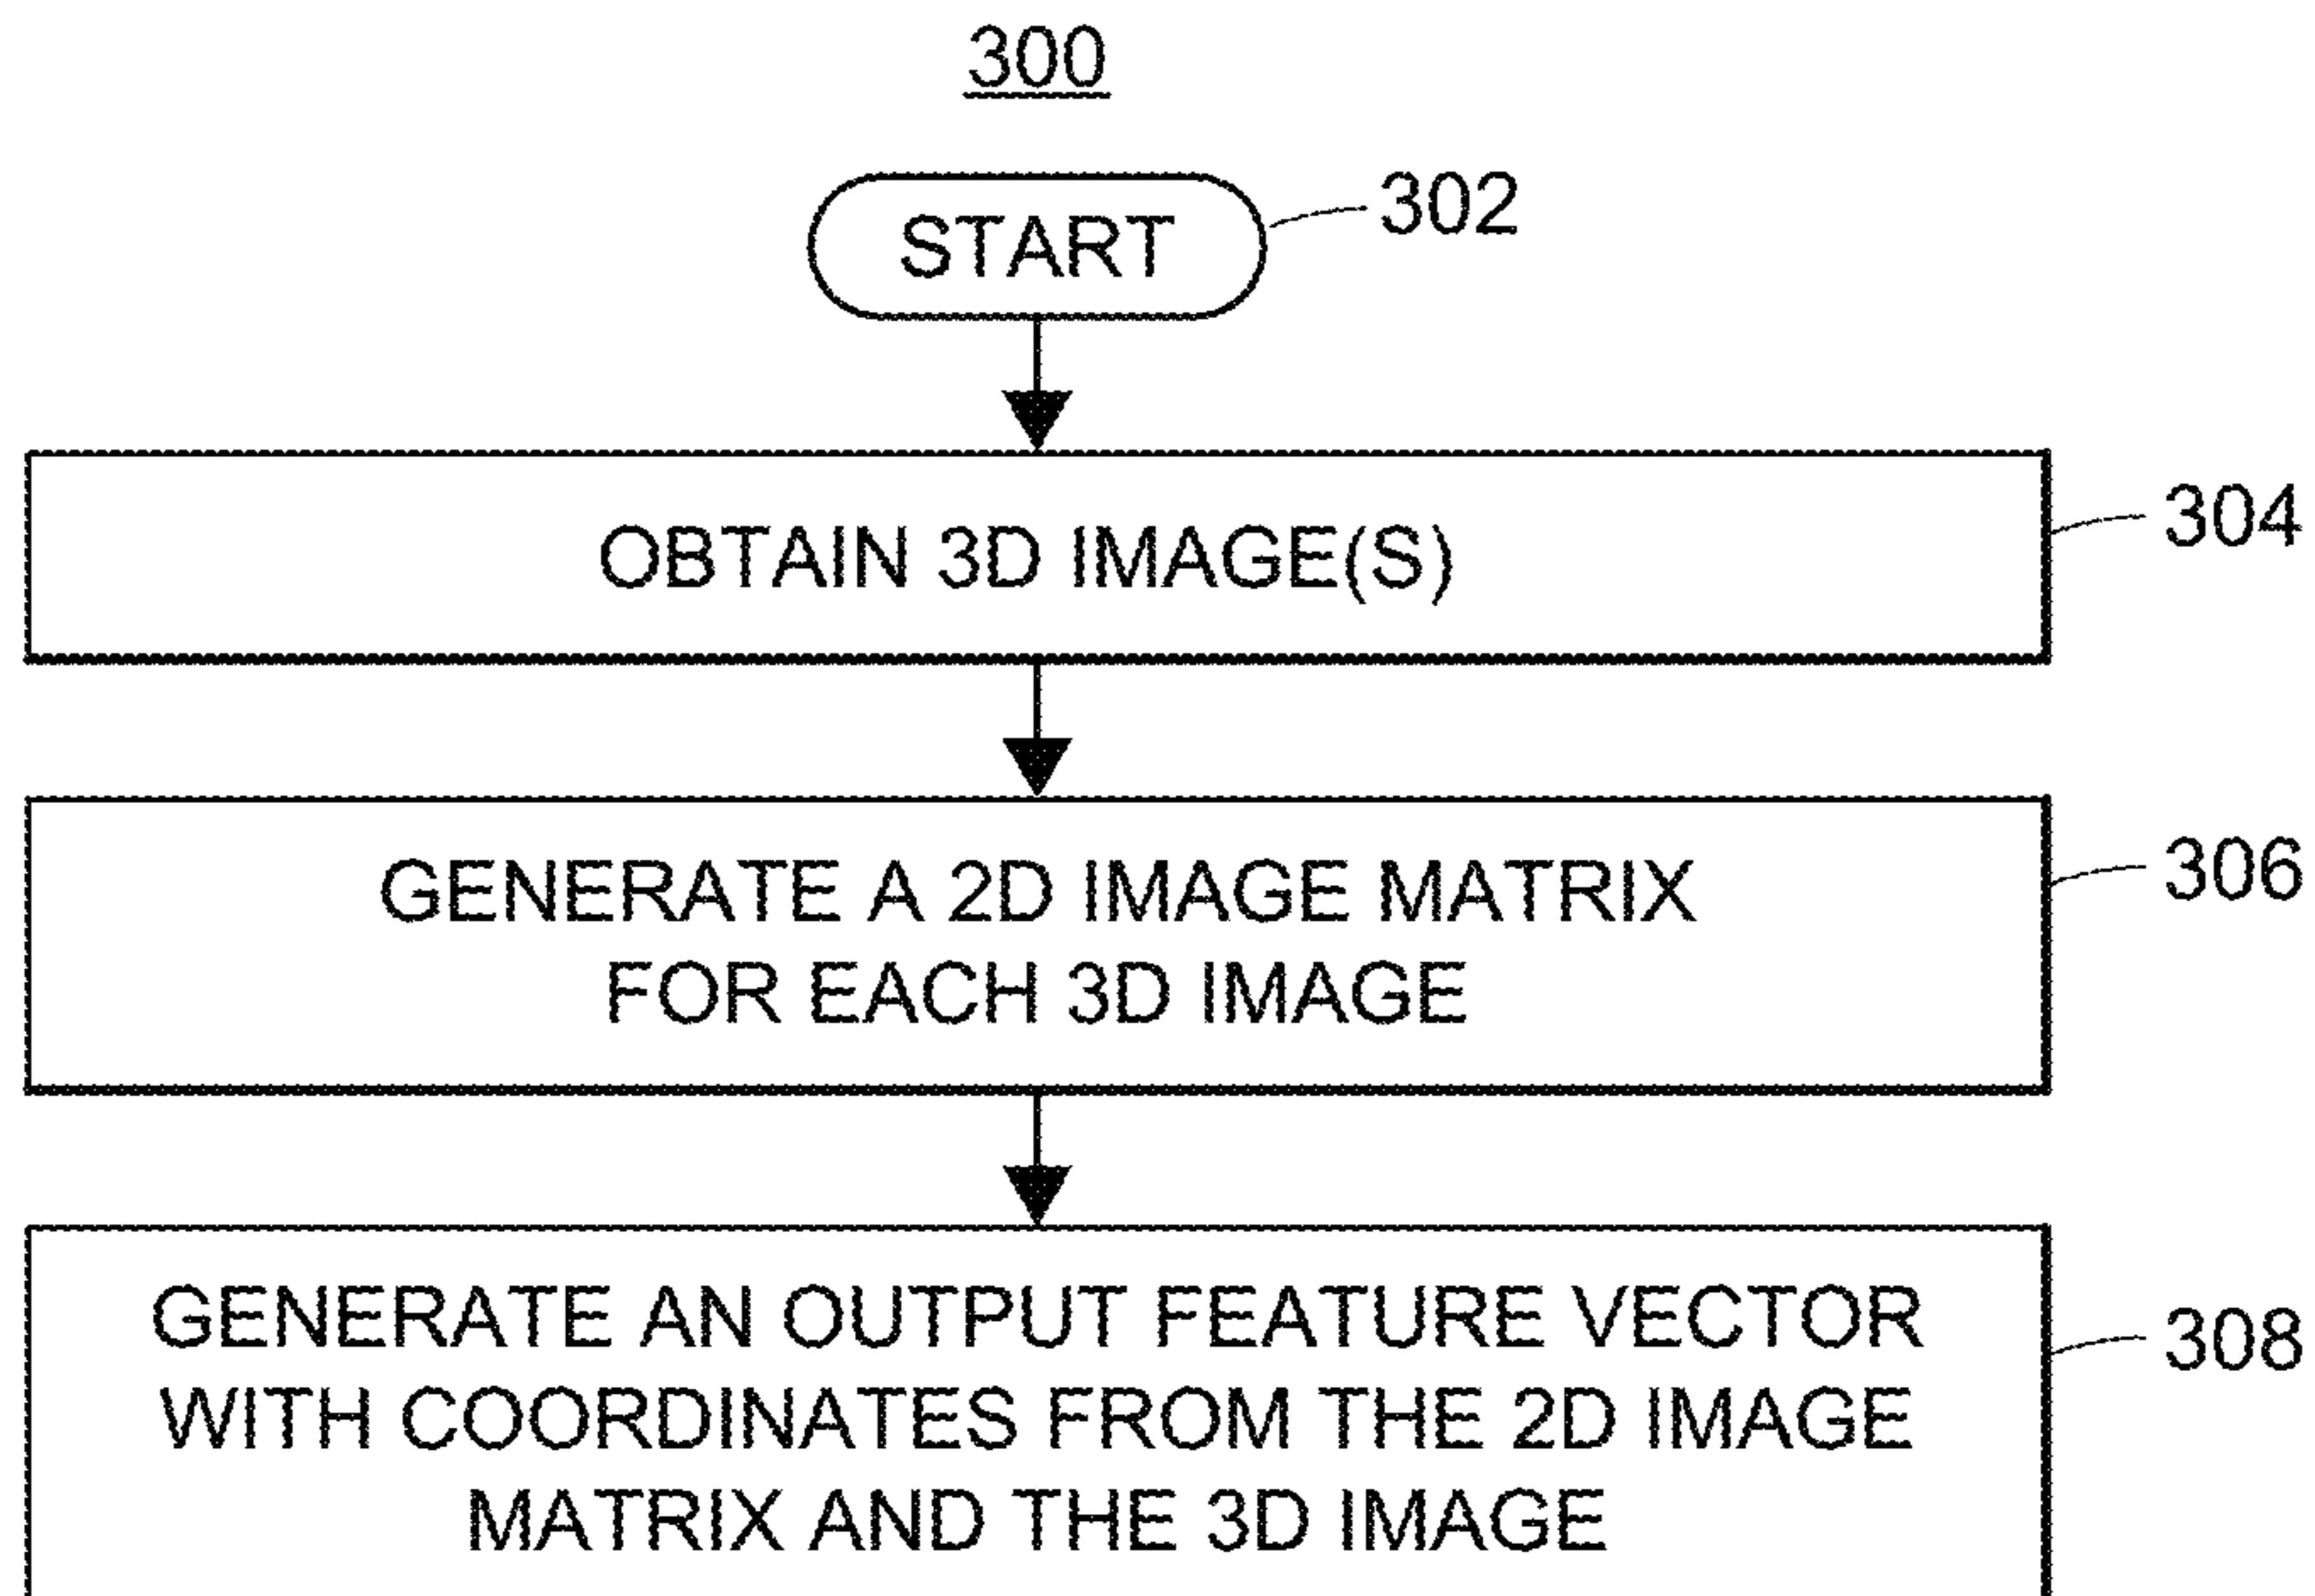 300
START
302
OBTAIN 3D IMAGE(S)
304
GENERATE A 2D IMAGE MATRIX
FOR EACH 3D IMAGE
306
GENERATE AN OUTPUT FEATURE VECTOR
WITH COORDINATES FROM THE 2D IMAGE
MATRIX AND THE 3D IMAGE
308